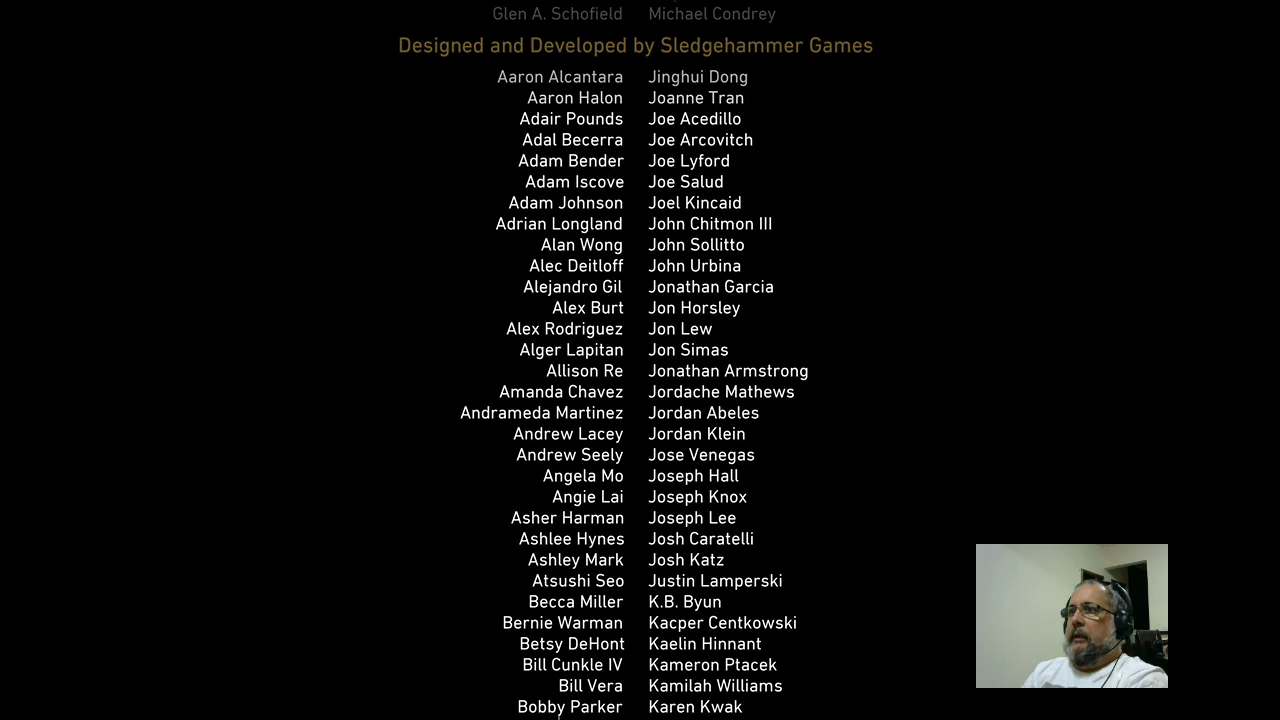 Glen A. Schofield Michael Condrey
Designed and Developed by Sledgehammer Games
Aaron Alcantara Jinghui Dong
Aaron Halon Joanne Tran
Adair Pounds Joe Acedillo
Adal Becerra Joe Arcovitch
Adam Bender Joe Lyford
Adam Iscove Joe Salud
Adam Johnson Joel Kincaid
Adrian Longland John Chitmon III
Alan Wong John Sollitto
Alec Deitloff John Urbina
Alejandro Gil Jonathan Garcia
Alex Burt Jon Horsley
Alex Rodriguez Jon Lew
Alger Lapitan Jon Simas
Allison Re Jonathan Armstrong
Amanda Chavez Jordache Mathews
Andrameda Martinez Jordan Abeles
Andrew Lacey Jordan Klein
Andrew Seely Jose Venegas
Angela Mo Joseph Hall
Angie Lai Joseph Knox
Asher Harman Joseph Lee
Ashlee Hynes Josh Caratelli
Ashley Mark Josh Katz
Atsushi Seo Justin Lamperski
Becca Miller K.B. Byun
Bernie Warman Kacper Centkowski
Betsy DeHont Kaelin Hinnant
Bill Cunkle IV Kameron Ptacek
Bill Vera Kamilah Williams
Bobby Parker Karen Kwak